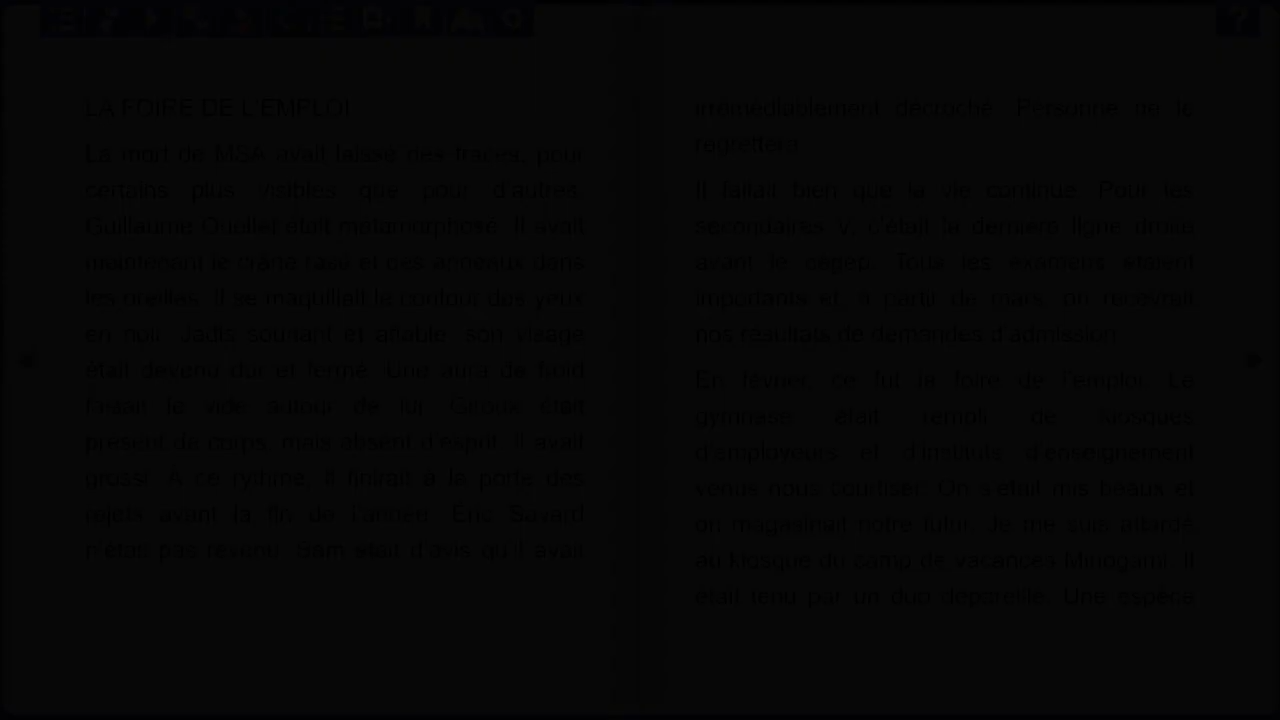 LA FOIRE DE L'EMPLOI
La mort de M&A avait laissé des traces, pour
certains plus visibles que pour d'autres.
Guillaume Ouellet était métamorphosé. Il avait
maintenant le crâne rasé et des anneaux dans
les oreilles. Il se maquillait le contour des yeux
en noir. Jadis souriant et affable, son visage
était devenu dur et fermé. Une aura de froid
faisait le vide autour de lui. Giroux était
présent de corps, mais absent d'esprit. Il avait
grossi. À ce rythme, il finirait à la porte des
rejets avant la fin de l'année. Éric Savard
n'était pas revenu. Sam était d'avis qu'il avait
irrémédiablement décroché. Personne ne le
regrettera.
Il fallait bien que la vie continue. Pour les
secondaires V, c'était la dernière ligne droite
avant le cégep. Tous les examens étaient
importants et, à partir de mars, on recevrait
nos résultats de demandes d'admission.
En février, ce fut la foire de l'emploi. Le
gymnase était rempli de kiosques
d'employeurs et d'instituts d'enseignement
venus nous courtiser. On s'était mis beaux et
on magasinait notre futur. Je me suis attardé
au kiosque du camp de vacances Minogami. Il
était tenu par un duo dépareillé. Une espèce